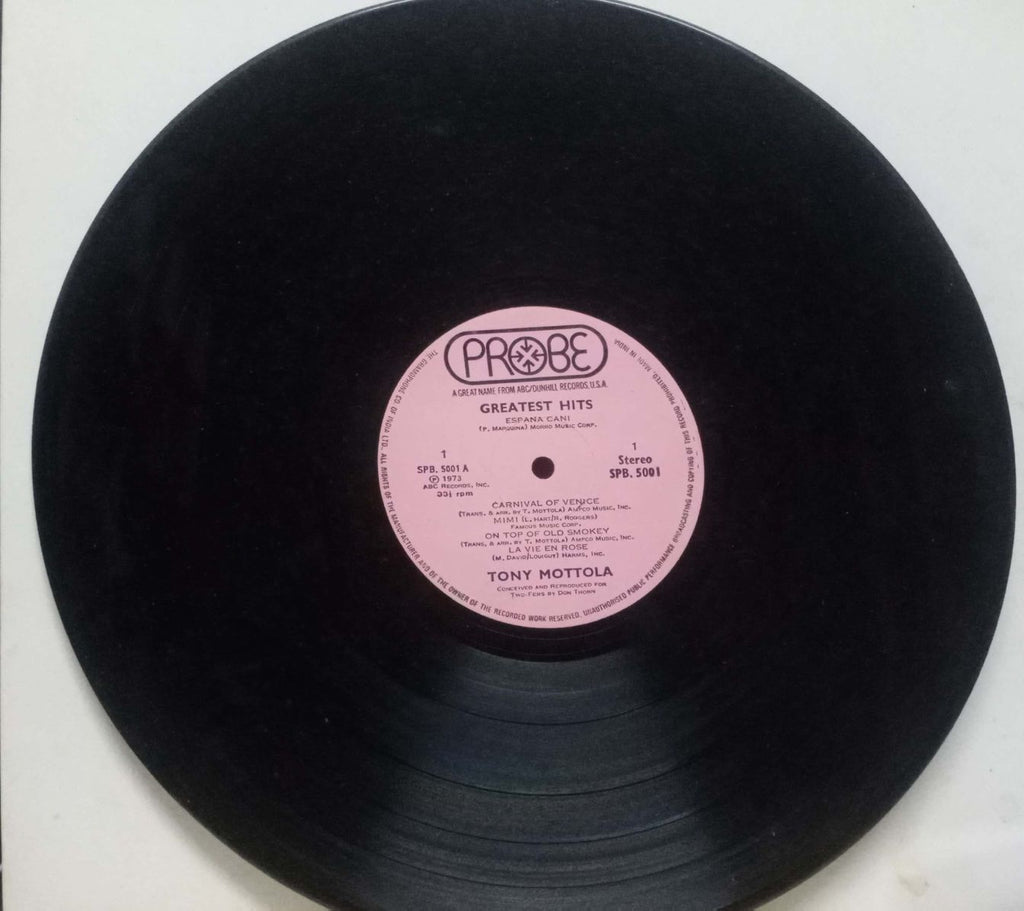 PROBE
A GREAT NAME FROM ABC/DUNHILL RECORDS, U.S.A.
GREATEST HITS
ESPANA CANI
(P. MARQUINA) MORRO MUSIC CORP.
1
SPB. 5001 A
Ⓟ 1973
ABC RECORDS, INC.
33⅓ rpm
1
Stereo
SPB. 5001
CARNIVAL OF VENICE
(TRANS. & ARR. BY T. MOTTOLA) AMPCO MUSIC, INC.
MIMI (L. HART/R. RODGERS)
FAMOUS MUSIC CORP.
ON TOP OF OLD SMOKEY
(TRANS. & ARR. BY T. MOTTOLA) AMPCO MUSIC, INC.
LA VIE EN ROSE
(M. DAVID/LOUIGUY) HARMS, INC.
TONY MOTTOLA
CONCEIVED AND REPRODUCED FOR
TWO-FERS BY DON THORN
THE GRAMOPHONE CO. OF INDIA LTD. ALL RIGHTS OF THE MANUFACTURER AND OF THE OWNER OF THE RECORDED WORK RESERVED. UNAUTHORISED PUBLIC PERFORMANCE BROADCASTING AND COPYING OF THIS RECORD PROHIBITED. MADE IN INDIA